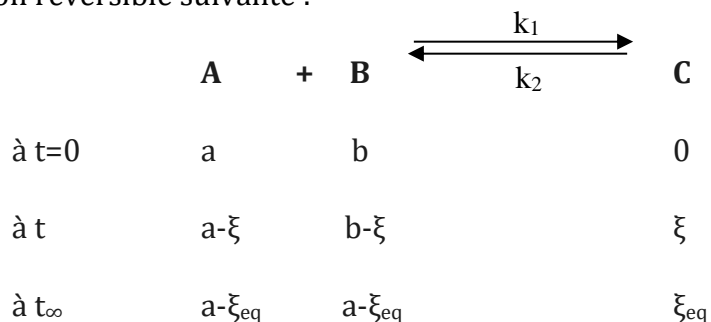 on réversible suivante :
k₁
A + B k₂ C
à t=0 a b 0
à t a-ξ b-ξ ξ
à t∞ a-ξeq a-ξeq ξeq